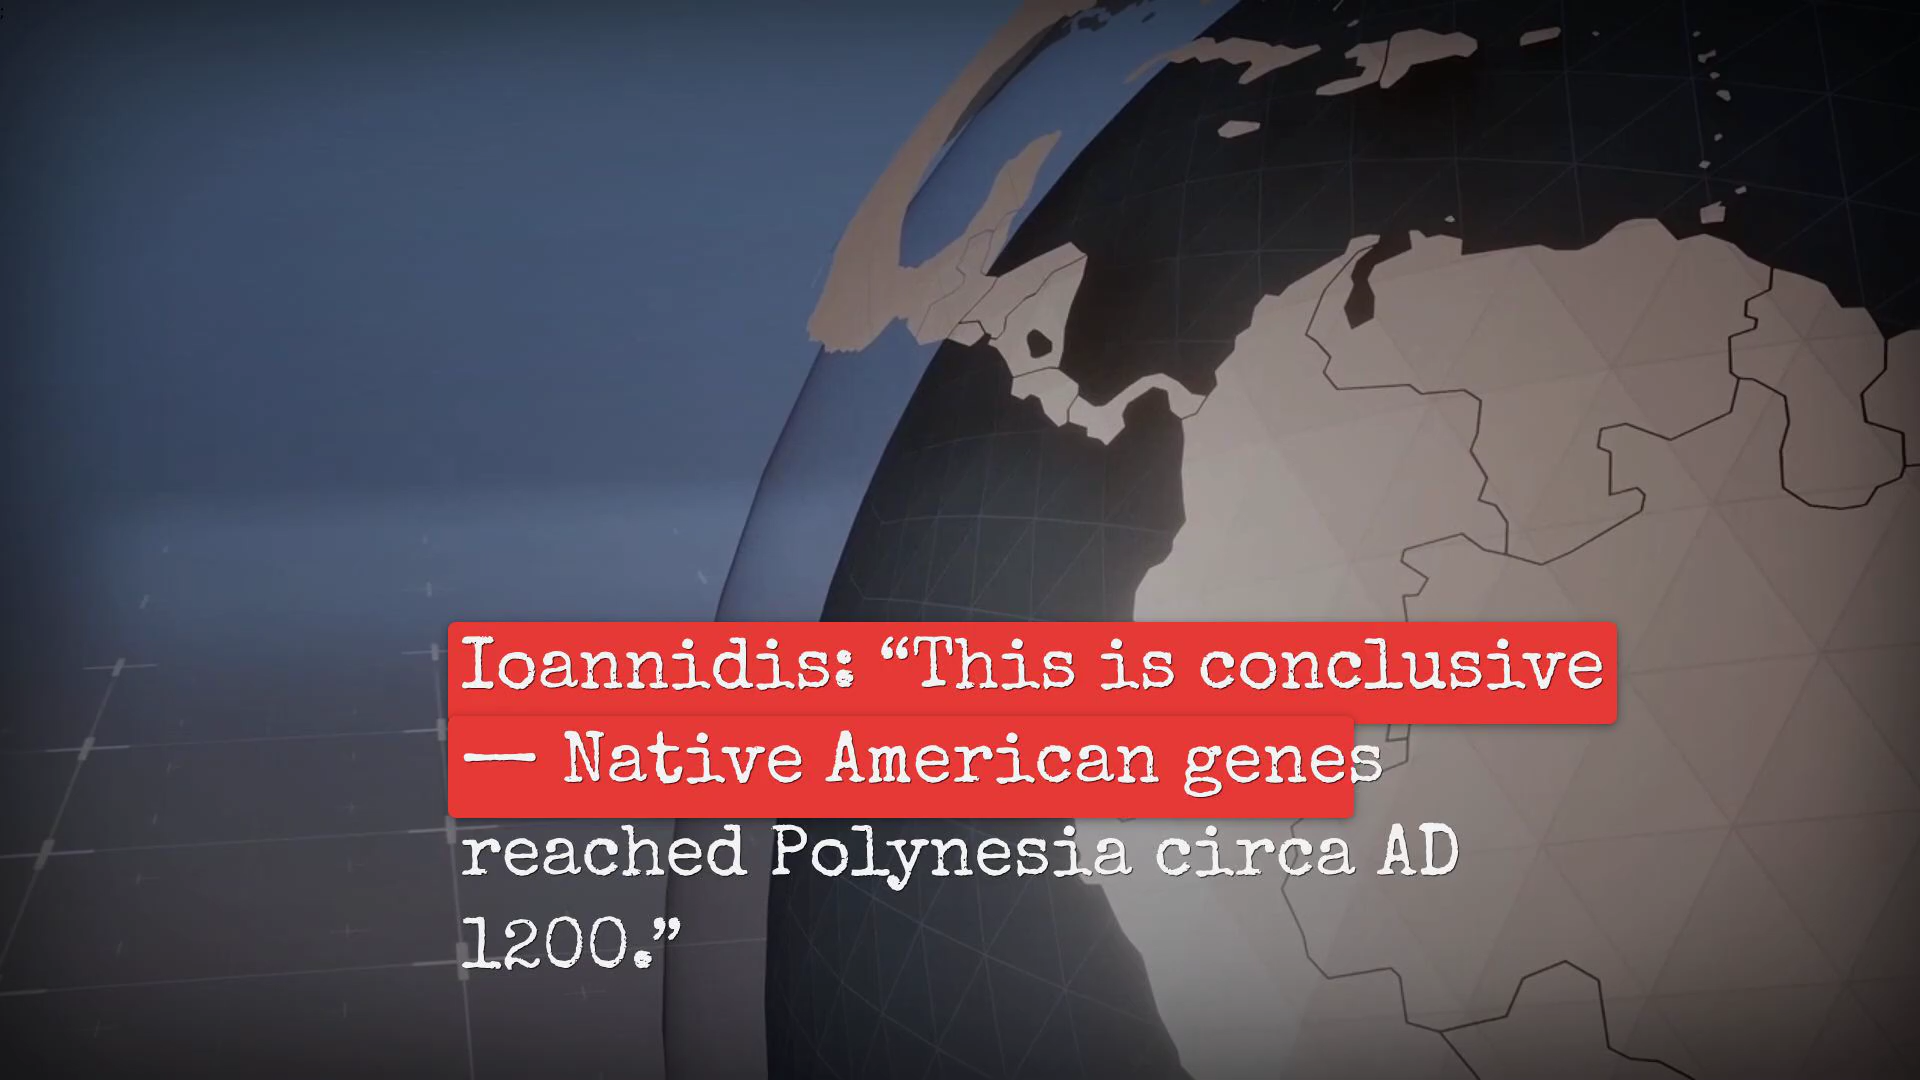 Ioannidis: “This is conclusive
— Native American genes
reached Polynesia circa AD
1200.”